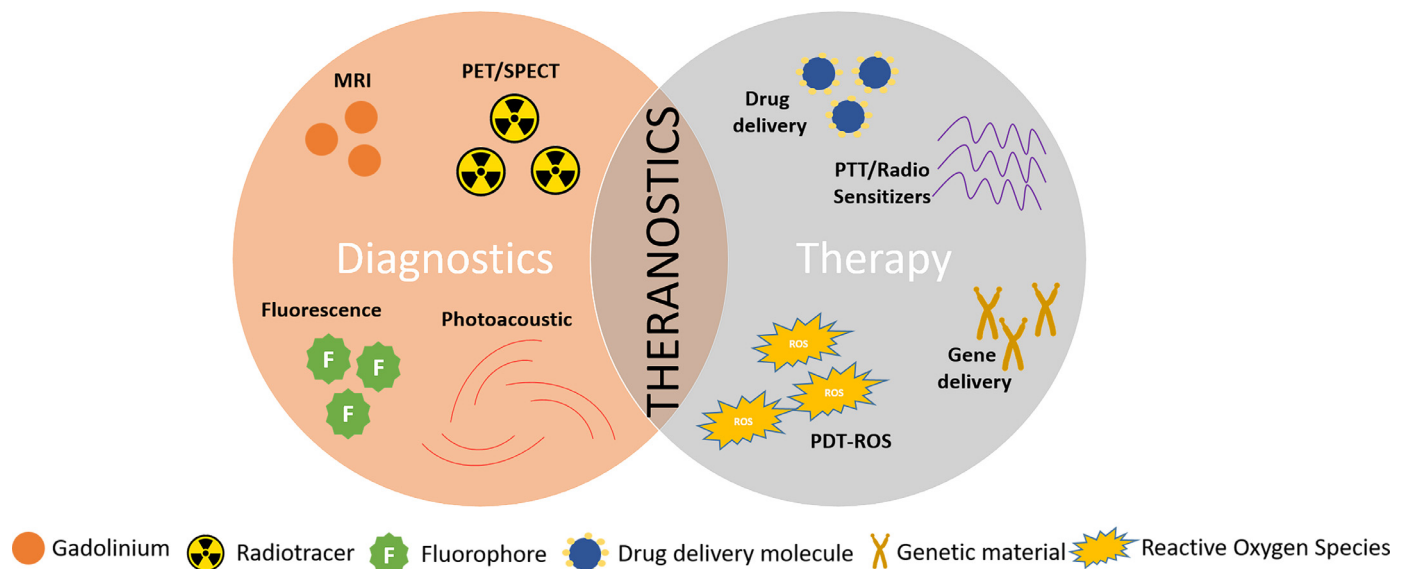 MRI
PET/SPECT
Diagnostics
Fluorescence
Photoacoustic
F
F
F
THERANOSTICS
Drug
delivery
PTT/Radio
Sensitizers
Therapy
ROS
ROS
ROS
PDT-ROS
Gene
delivery
Gadolinium
Radiotracer
F
Fluorophore
Drug delivery molecule
Genetic material
Reactive Oxygen Species